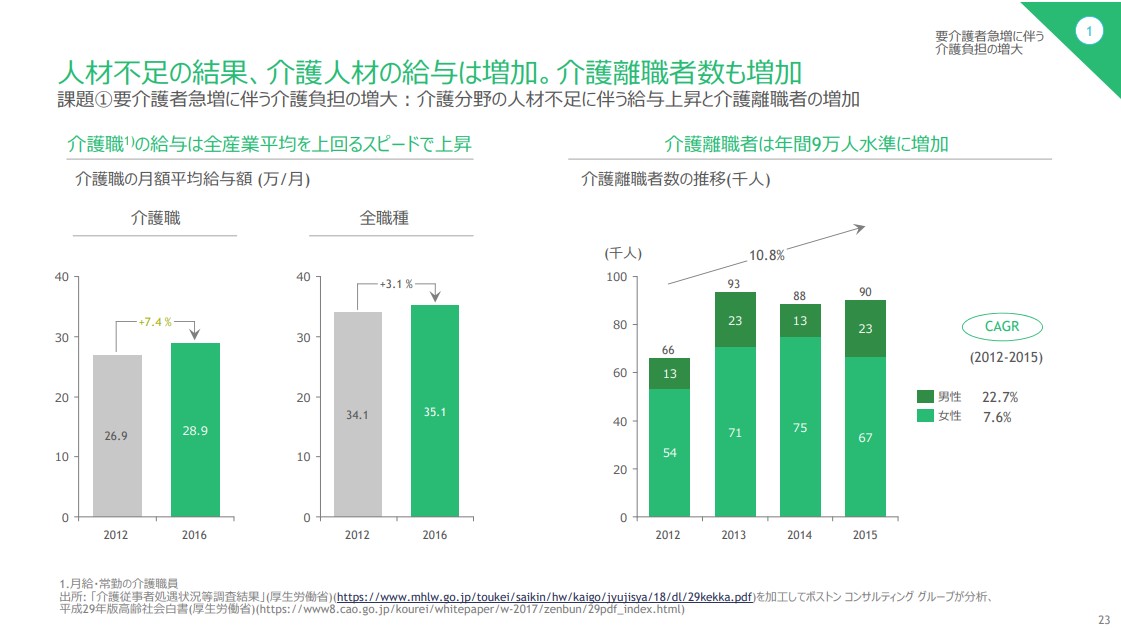 要介護者急増に伴う
介護負担の増大
1
人材不足の結果、介護人材の給与は増加。介護離職者数も増加
課題①要介護者急増に伴う介護負担の増大：介護分野の人材不足に伴う給与上昇と介護離職者の増加
介護職1)の給与は全産業平均を上回るスピードで上昇
介護職の月額平均給与額 (万/月)
介護職
40
30
20
10
0
+7.4 %
26.9
28.9
2012
2016
全職種
40
30
20
10
0
+3.1 %
34.1
35.1
2012
2016
介護離職者は年間9万人水準に増加
介護離職者数の推移(千人)
(千人)
10.8%
100
80
60
40
20
0
66
13
54
93
23
71
88
13
75
90
23
67
2012
2013
2014
2015
CAGR
(2012-2015)
男性 22.7%
女性 7.6%
1.月給・常勤の介護職員
出所: 「介護従事者処遇状況等調査結果」(厚生労働省)(https://www.mhlw.go.jp/toukei/saikin/hw/kaigo/jyujisya/18/dl/29kekka.pdf)を加工してボストン コンサルティング グループが分析、
平成29年版高齢社会白書(厚生労働省)(https://www8.cao.go.jp/kourei/whitepaper/w-2017/zenbun/29pdf_index.html)
23